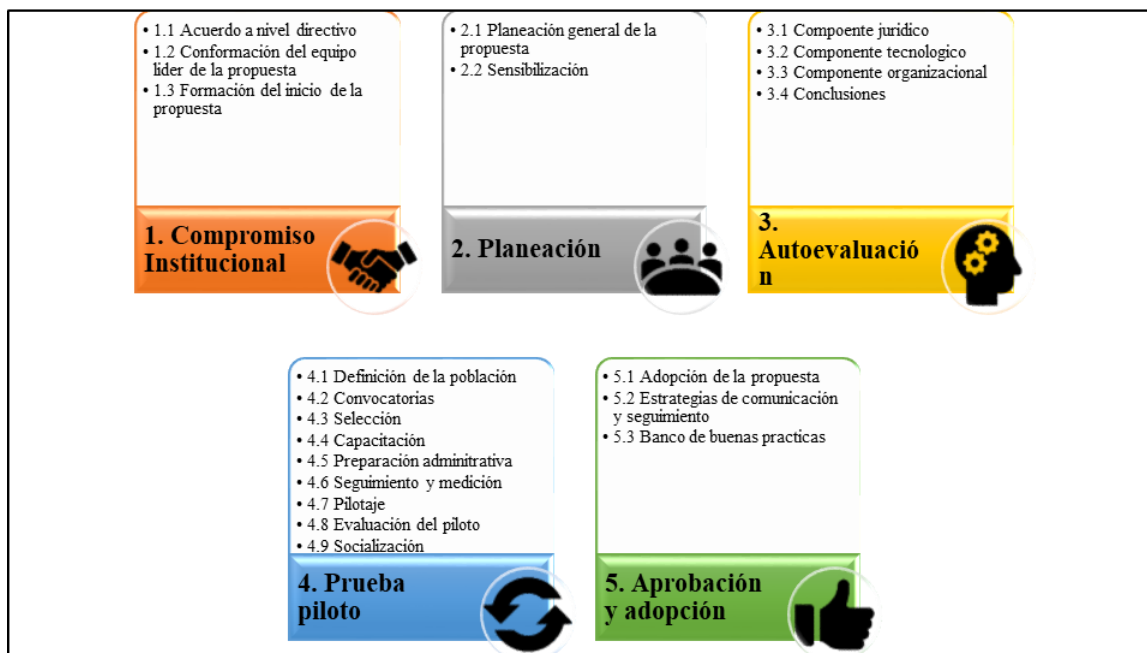 • 1.1 Acuerdo a nivel directivo
• 1.2 Conformación del equipo
lider de la propuesta
• 1.3 Formación del inicio de la
propuesta
1. Compromiso
Institucional
• 2.1 Planeación general de la
propuesta
• 2.2 Sensibilización
2. Planeación
• 3.1 Compoente jurídico
• 3.2 Componente tecnologico
• 3.3 Componente organizacional
• 3.4 Conclusiones
3.
Autoevaluació
n
• 4.1 Definición de la población
• 4.2 Convocatorias
• 4.3 Selección
• 4.4 Capacitación
• 4.5 Preparación adminitrativa
• 4.6 Seguimiento y medición
• 4.7 Pilotaje
• 4.8 Evaluación del piloto
• 4.9 Socialización
4. Prueba
piloto
• 5.1 Adopción de la propuesta
• 5.2 Estrategias de comunicación
y seguimiento
• 5.3 Banco de buenas practicas
5. Aprobación
y adopción